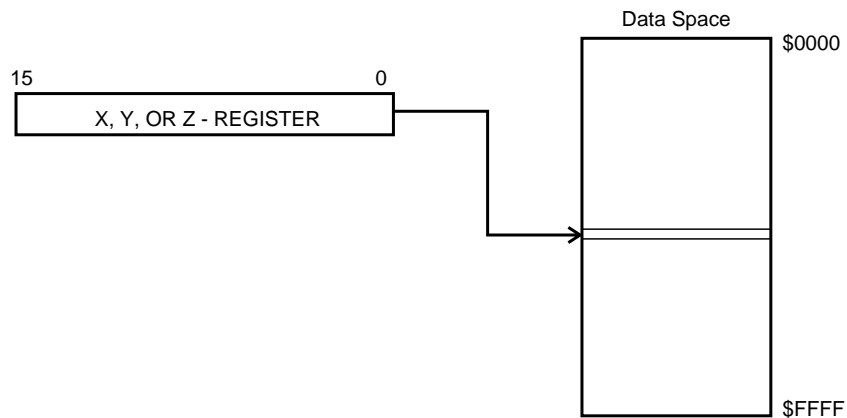 Data Space
$0000
15 0
X, Y, OR Z - REGISTER
$FFFF